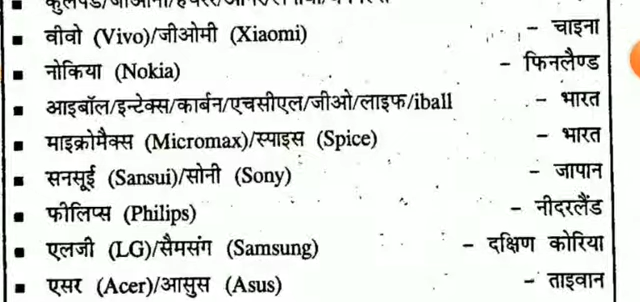 ▪ वीवो (Vivo)/जीओमी (Xiaomi) – चाइना
▪ नोकिया (Nokia) – फिनलैण्ड
▪ आइबॉल/इन्टेक्स/कार्बन/एचसीएल/जीओ/लाइफ/iball – भारत
▪ माइक्रोमैक्स (Micromax)/स्पाइस (Spice) – भारत
▪ सनसूई (Sansui)/सोनी (Sony) – जापान
▪ फीलिप्स (Philips) – नीदरलैंड
▪ एलजी (LG)/सैमसंग (Samsung) – दक्षिण कोरिया
▪ एसर (Acer)/आसुस (Asus) – ताइवान